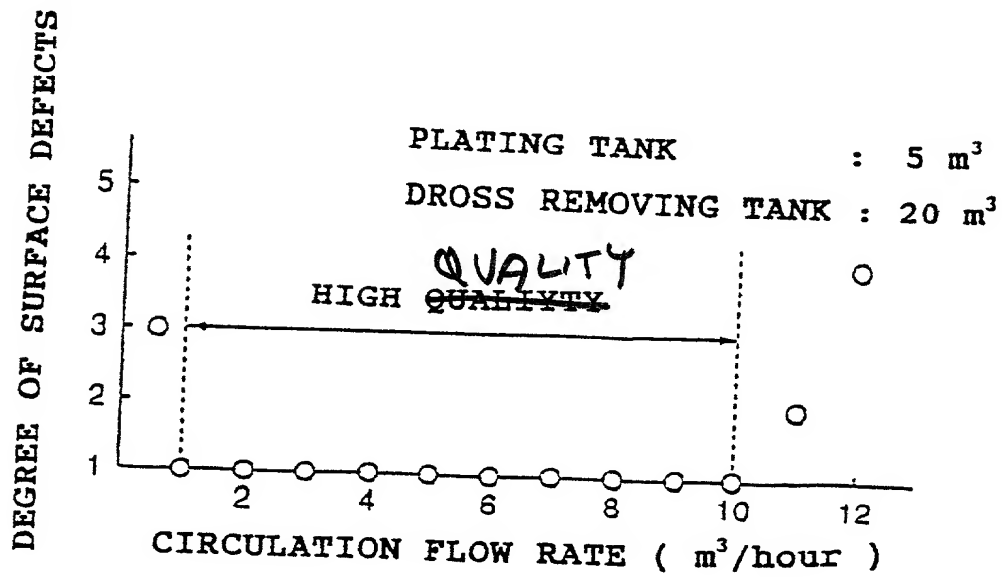 DEGREE OF SURFACE DEFECTS
PLATING TANK : 5 m³
DROSS REMOVING TANK : 20 m³
QUALITY
HIGH QUALIYTY
5
4
3
2
1
2 4 6 8 10 12
CIRCULATION FLOW RATE ( m³/hour )